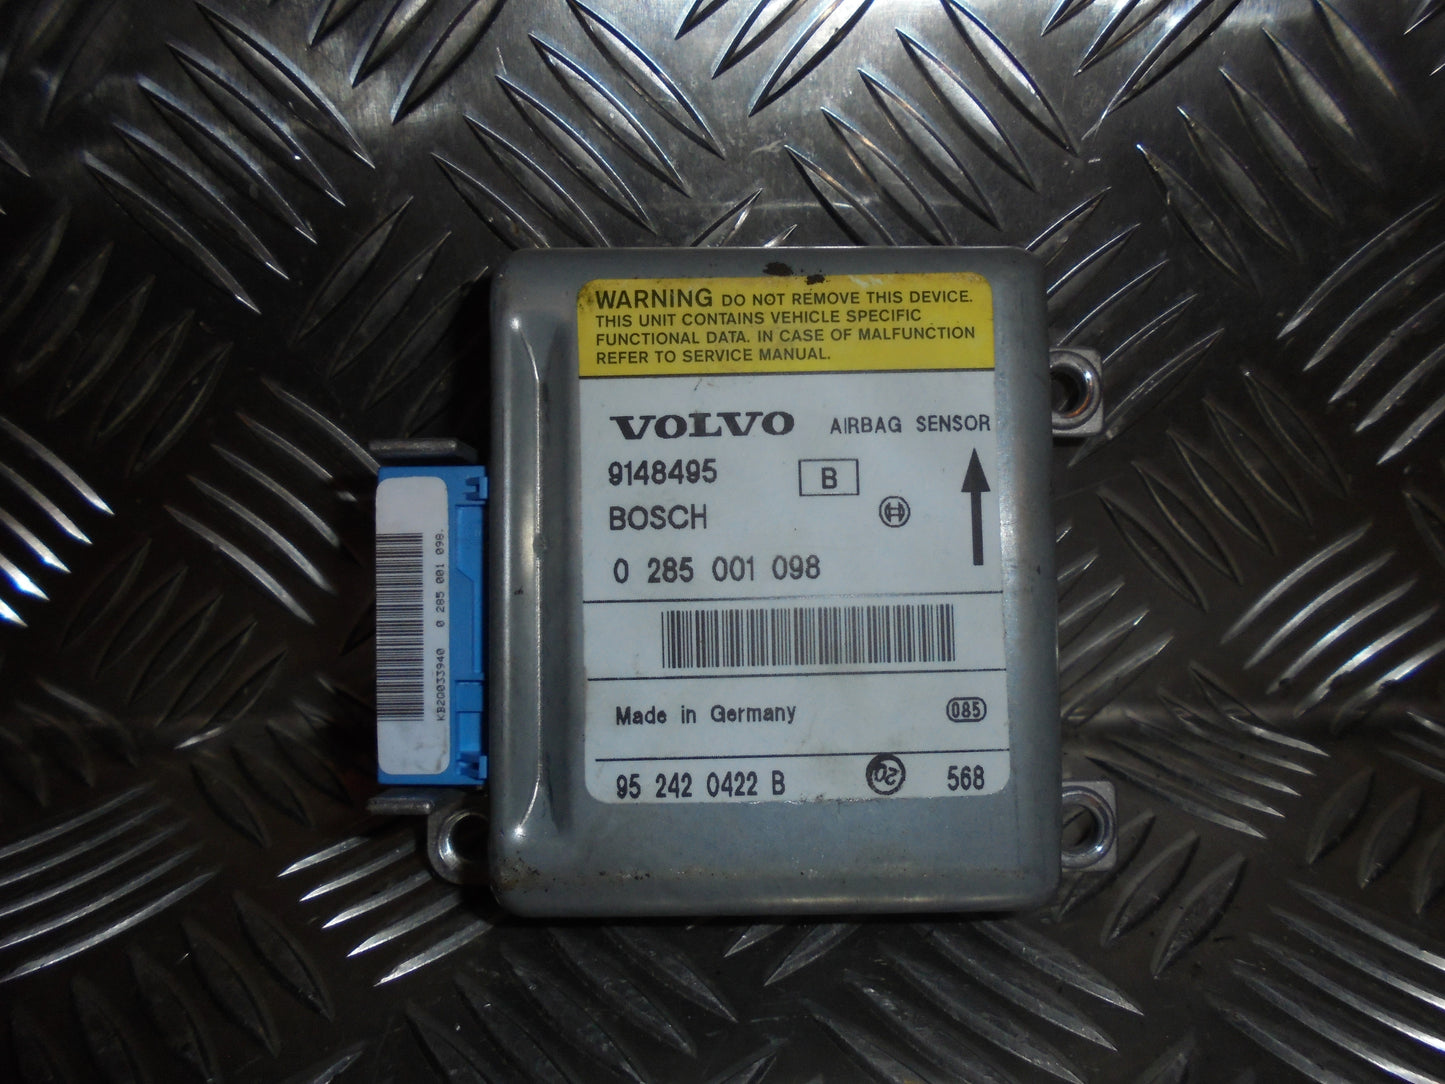 WARNING DO NOT REMOVE THIS DEVICE.
THIS UNIT CONTAINS VEHICLE SPECIFIC
FUNCTIONAL DATA. IN CASE OF MALFUNCTION
REFER TO SERVICE MANUAL.
VOLVO AIRBAG SENSOR
9148495 B
BOSCH
0 285 001 098
Made in Germany 085
95 242 0422 B 20 568
KB20033940 0 285 001 098.